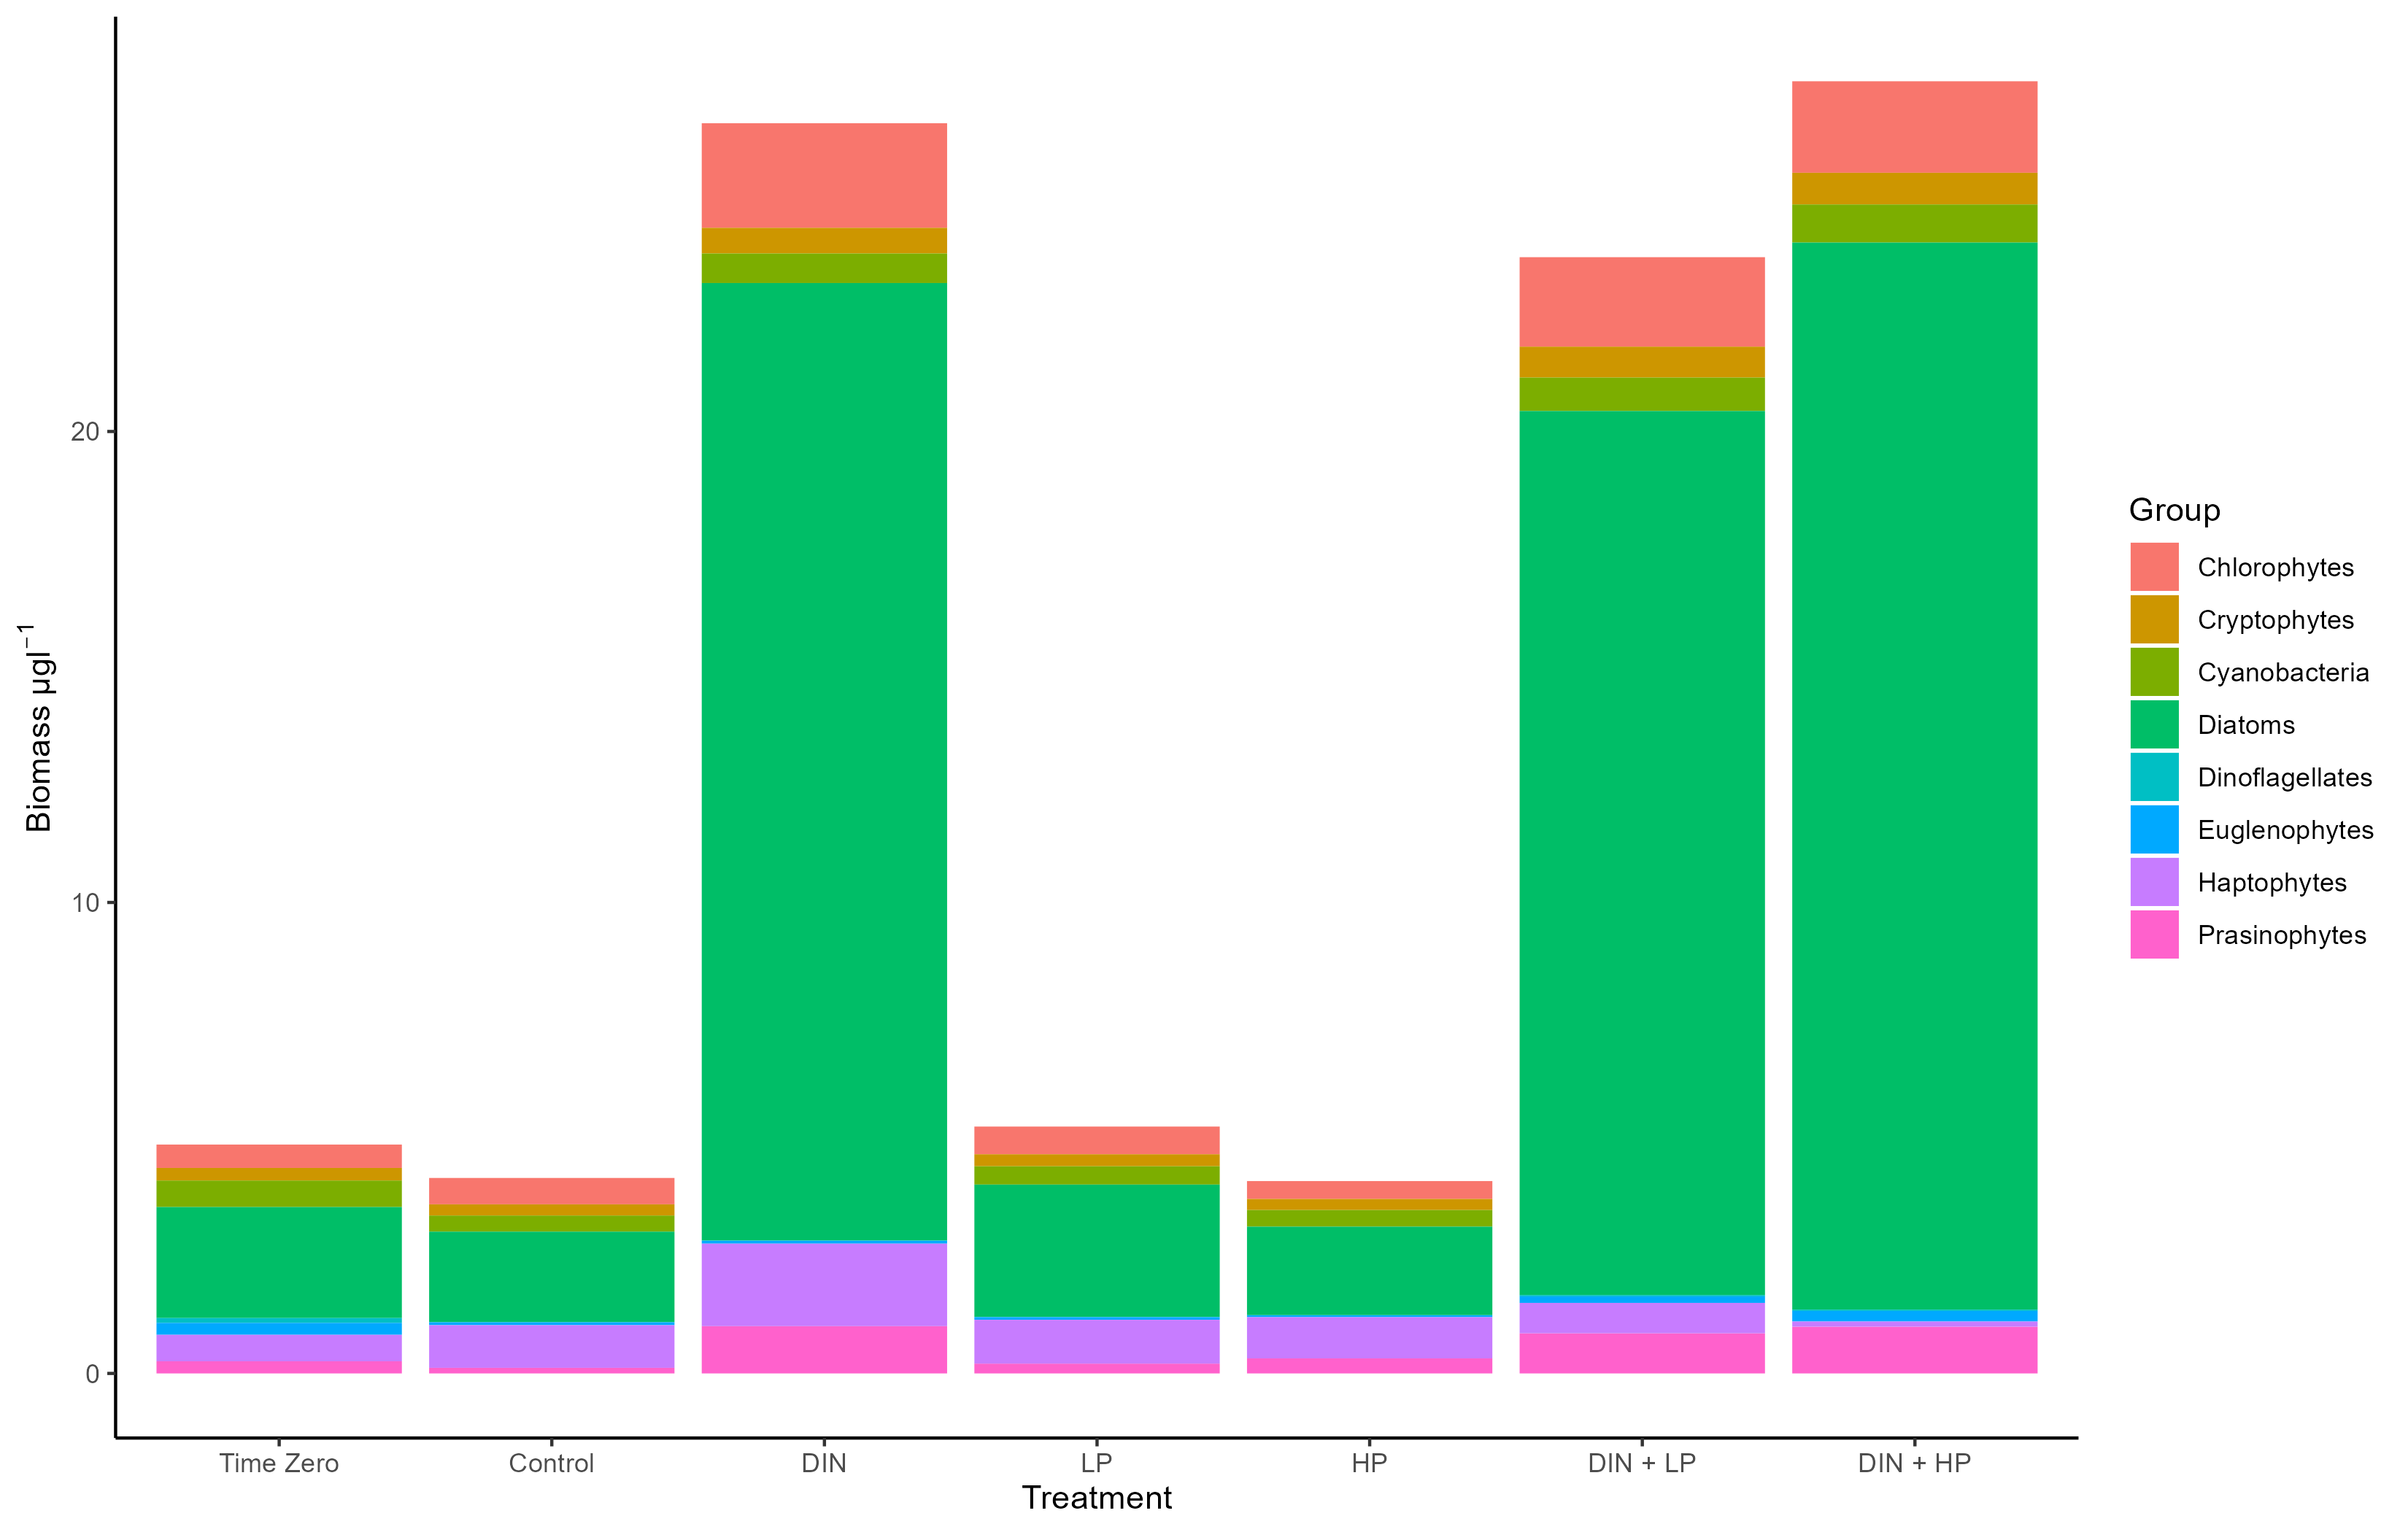 Biomass µgl⁻¹
20
10
0
Time Zero Control DIN LP HP DIN + LP DIN + HP
Treatment
Group
Chlorophytes
Cryptophytes
Cyanobacteria
Diatoms
Dinoflagellates
Euglenophytes
Haptophytes
Prasinophytes